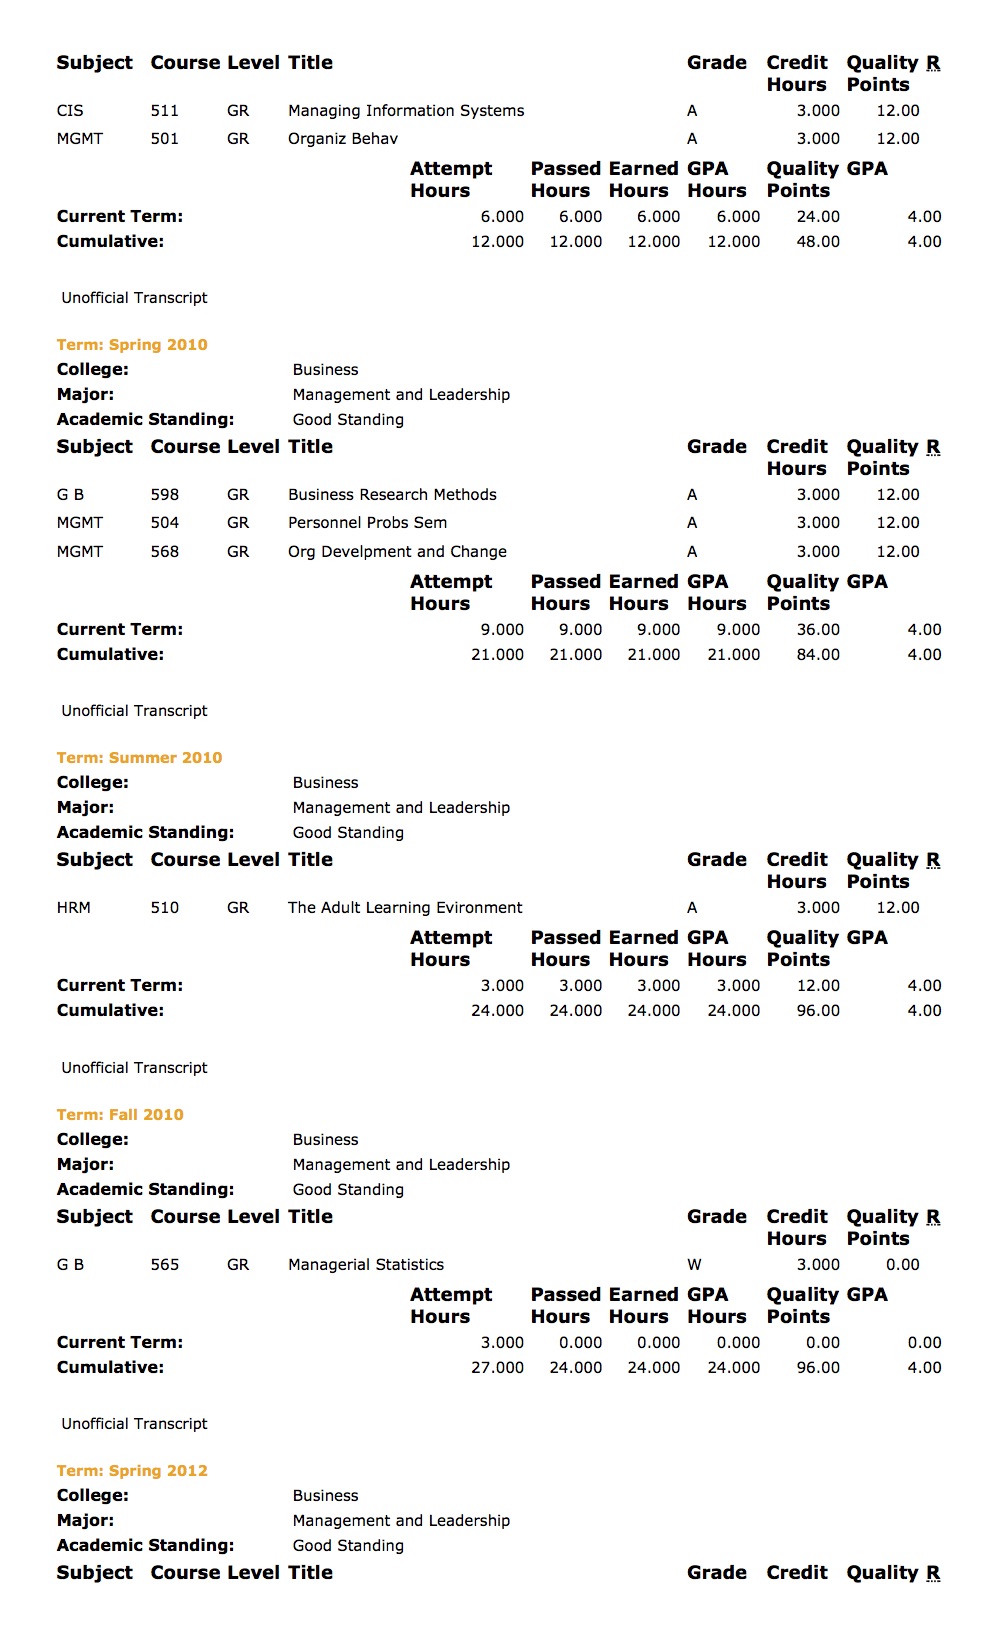 Subject Course Level Title Grade Credit Hours Quality Points R
CIS 511 GR Managing Information Systems A 3.000 12.00
MGMT 501 GR Organiz Behav A 3.000 12.00
Attempt Hours Passed Hours Earned Hours GPA Hours Quality Points GPA
Current Term: 6.000 6.000 6.000 6.000 24.00 4.00
Cumulative: 12.000 12.000 12.000 12.000 48.00 4.00
Unofficial Transcript
Term: Spring 2010
College: Business
Major: Management and Leadership
Academic Standing: Good Standing
Subject Course Level Title Grade Credit Hours Quality Points R
G B 598 GR Business Research Methods A 3.000 12.00
MGMT 504 GR Personnel Probs Sem A 3.000 12.00
MGMT 568 GR Org Develpment and Change A 3.000 12.00
Attempt Hours Passed Hours Earned Hours GPA Hours Quality Points GPA
Current Term: 9.000 9.000 9.000 9.000 36.00 4.00
Cumulative: 21.000 21.000 21.000 21.000 84.00 4.00
Unofficial Transcript
Term: Summer 2010
College: Business
Major: Management and Leadership
Academic Standing: Good Standing
Subject Course Level Title Grade Credit Hours Quality Points R
HRM 510 GR The Adult Learning Evironment A 3.000 12.00
Attempt Hours Passed Hours Earned Hours GPA Hours Quality Points GPA
Current Term: 3.000 3.000 3.000 3.000 12.00 4.00
Cumulative: 24.000 24.000 24.000 24.000 96.00 4.00
Unofficial Transcript
Term: Fall 2010
College: Business
Major: Management and Leadership
Academic Standing: Good Standing
Subject Course Level Title Grade Credit Hours Quality Points R
G B 565 GR Managerial Statistics W 3.000 0.00
Attempt Hours Passed Hours Earned Hours GPA Hours Quality Points GPA
Current Term: 3.000 0.000 0.000 0.000 0.00 0.00
Cumulative: 27.000 24.000 24.000 24.000 96.00 4.00
Unofficial Transcript
Term: Spring 2012
College: Business
Major: Management and Leadership
Academic Standing: Good Standing
Subject Course Level Title Grade Credit Quality R